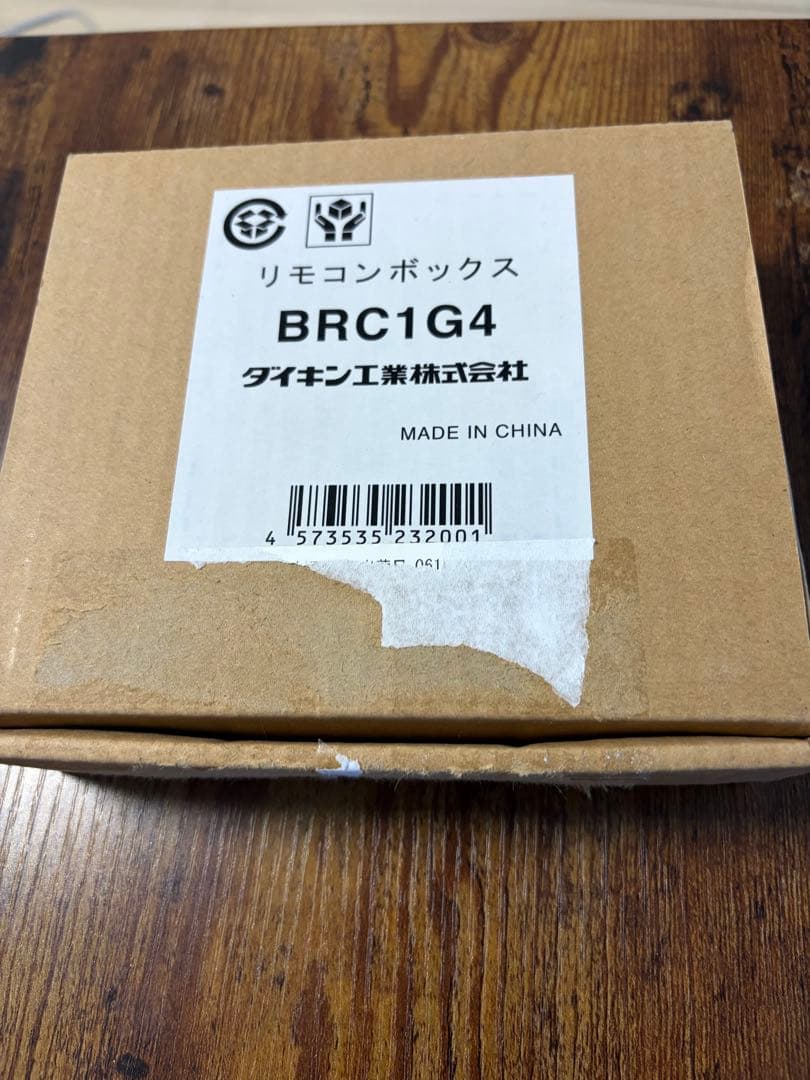 リモコンボックス
BRC1G4
ダイキン工業株式会社
MADE IN CHINA
4 573535 232001
061